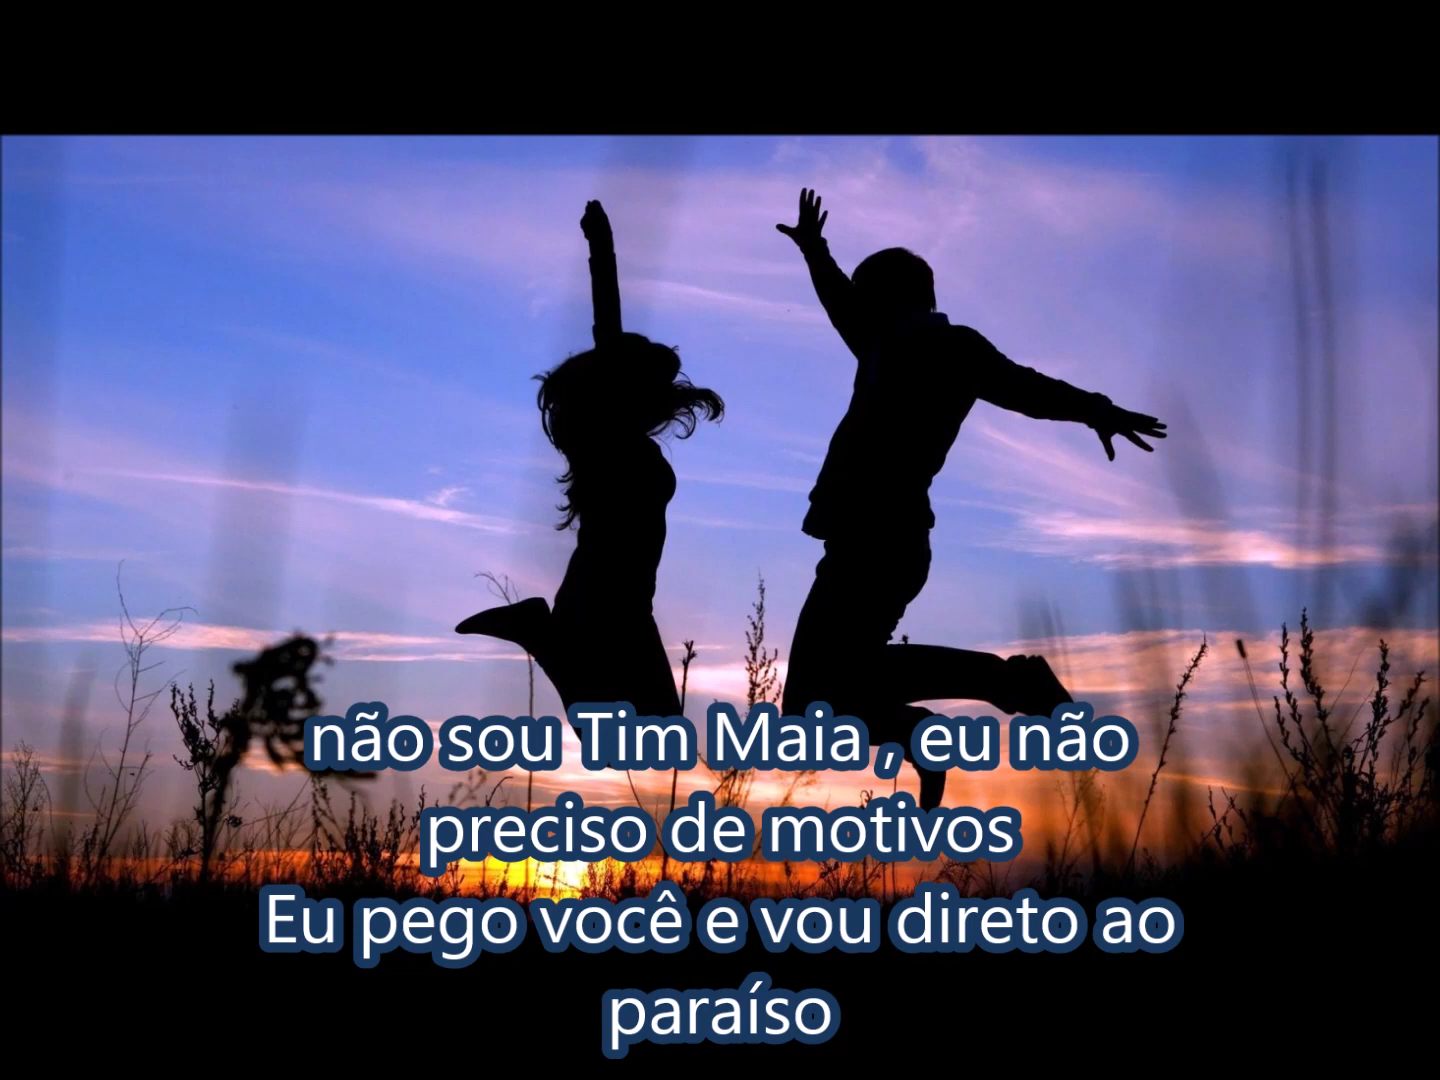 não sou Tim Maia , eu não
preciso de motivos
Eu pego você e vou direto ao
paraíso